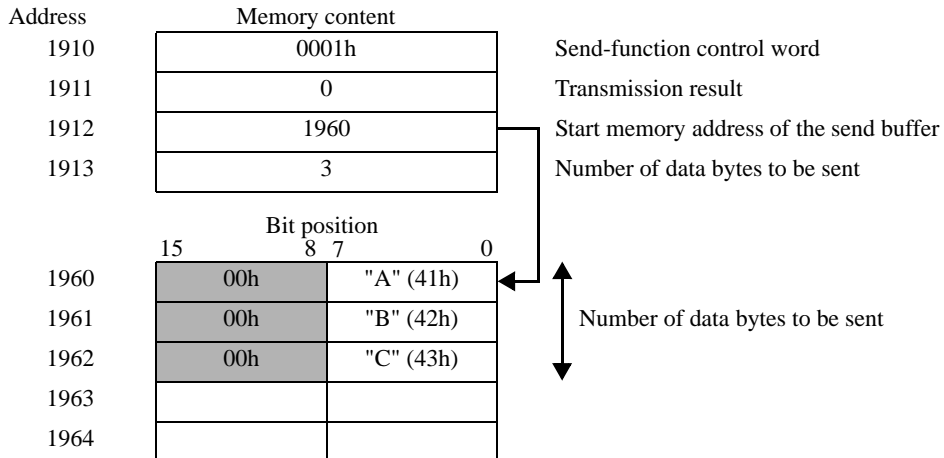 Address Memory content
1910 0001h Send-function control word
1911 0 Transmission result
1912 1960 Start memory address of the send buffer
1913 3 Number of data bytes to be sent
Bit position
15 8 7 0
1960 00h "A" (41h)
1961 00h "B" (42h) Number of data bytes to be sent
1962 00h "C" (43h)
1963
1964